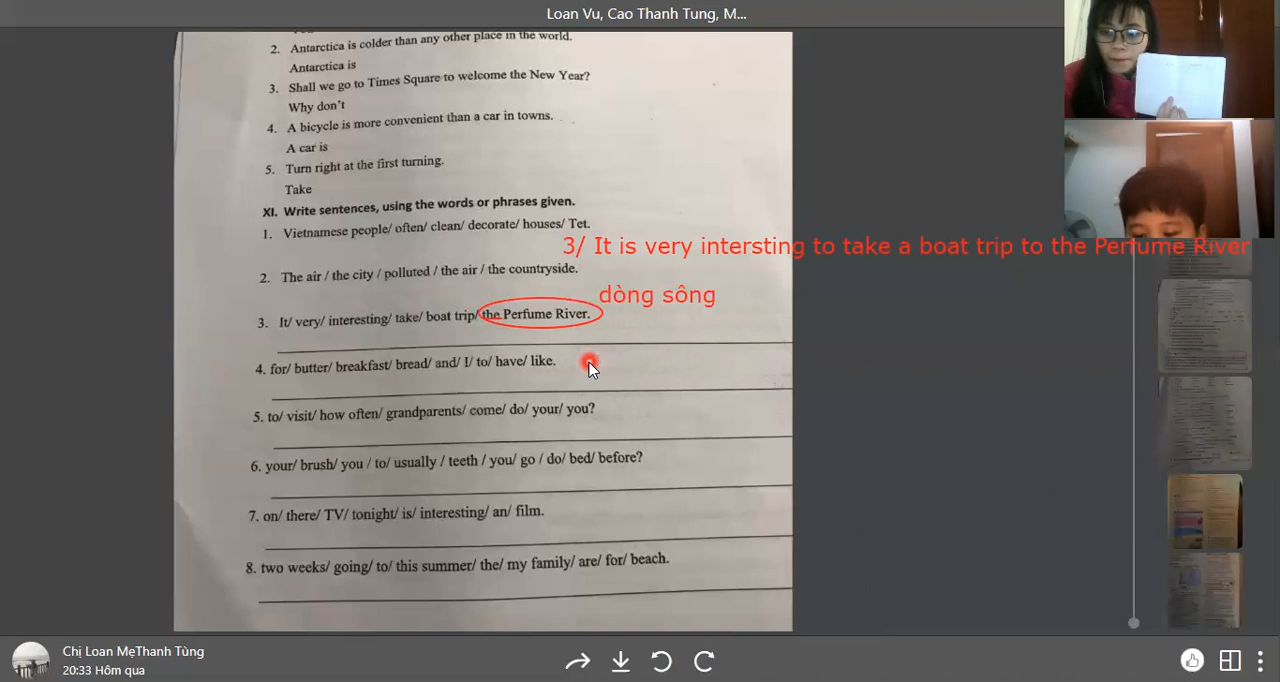 Loan Vu, Cao Thanh Tung, M...
2. Antarctica is colder than any other place in the world.
Antarctica is
3. Shall we go to Times Square to welcome the New Year?
Why don't
4. A bicycle is more convenient than a car in towns.
A car is
5. Turn right at the first turning.
Take
XI. Write sentences, using the words or phrases given.
1. Vietnamese people/ often/ clean/ decorate/ houses/ Tet.
3/ It is very intersting to take a boat trip to the Perfume River
2. The air / the city / polluted / the air / the countryside.
dòng sông
3. It/ very/ interesting/ take/ boat trip/ the Perfume River.
4. for/ butter/ breakfast/ bread/ and/ I/ to/ have/ like.
5. to/ visit/ how often/ grandparents/ come/ do/ your/ you?
6. your/ brush/ you / to/ usually / teeth / you/ go / do/ bed/ before?
7. on/ there/ TV/ tonight/ is/ interesting/ an/ film.
8. two weeks/ going/ to/ this summer/ the/ my family/ are/ for/ beach.
Chị Loan MẹThanh Tùng
20:33 Hôm qua